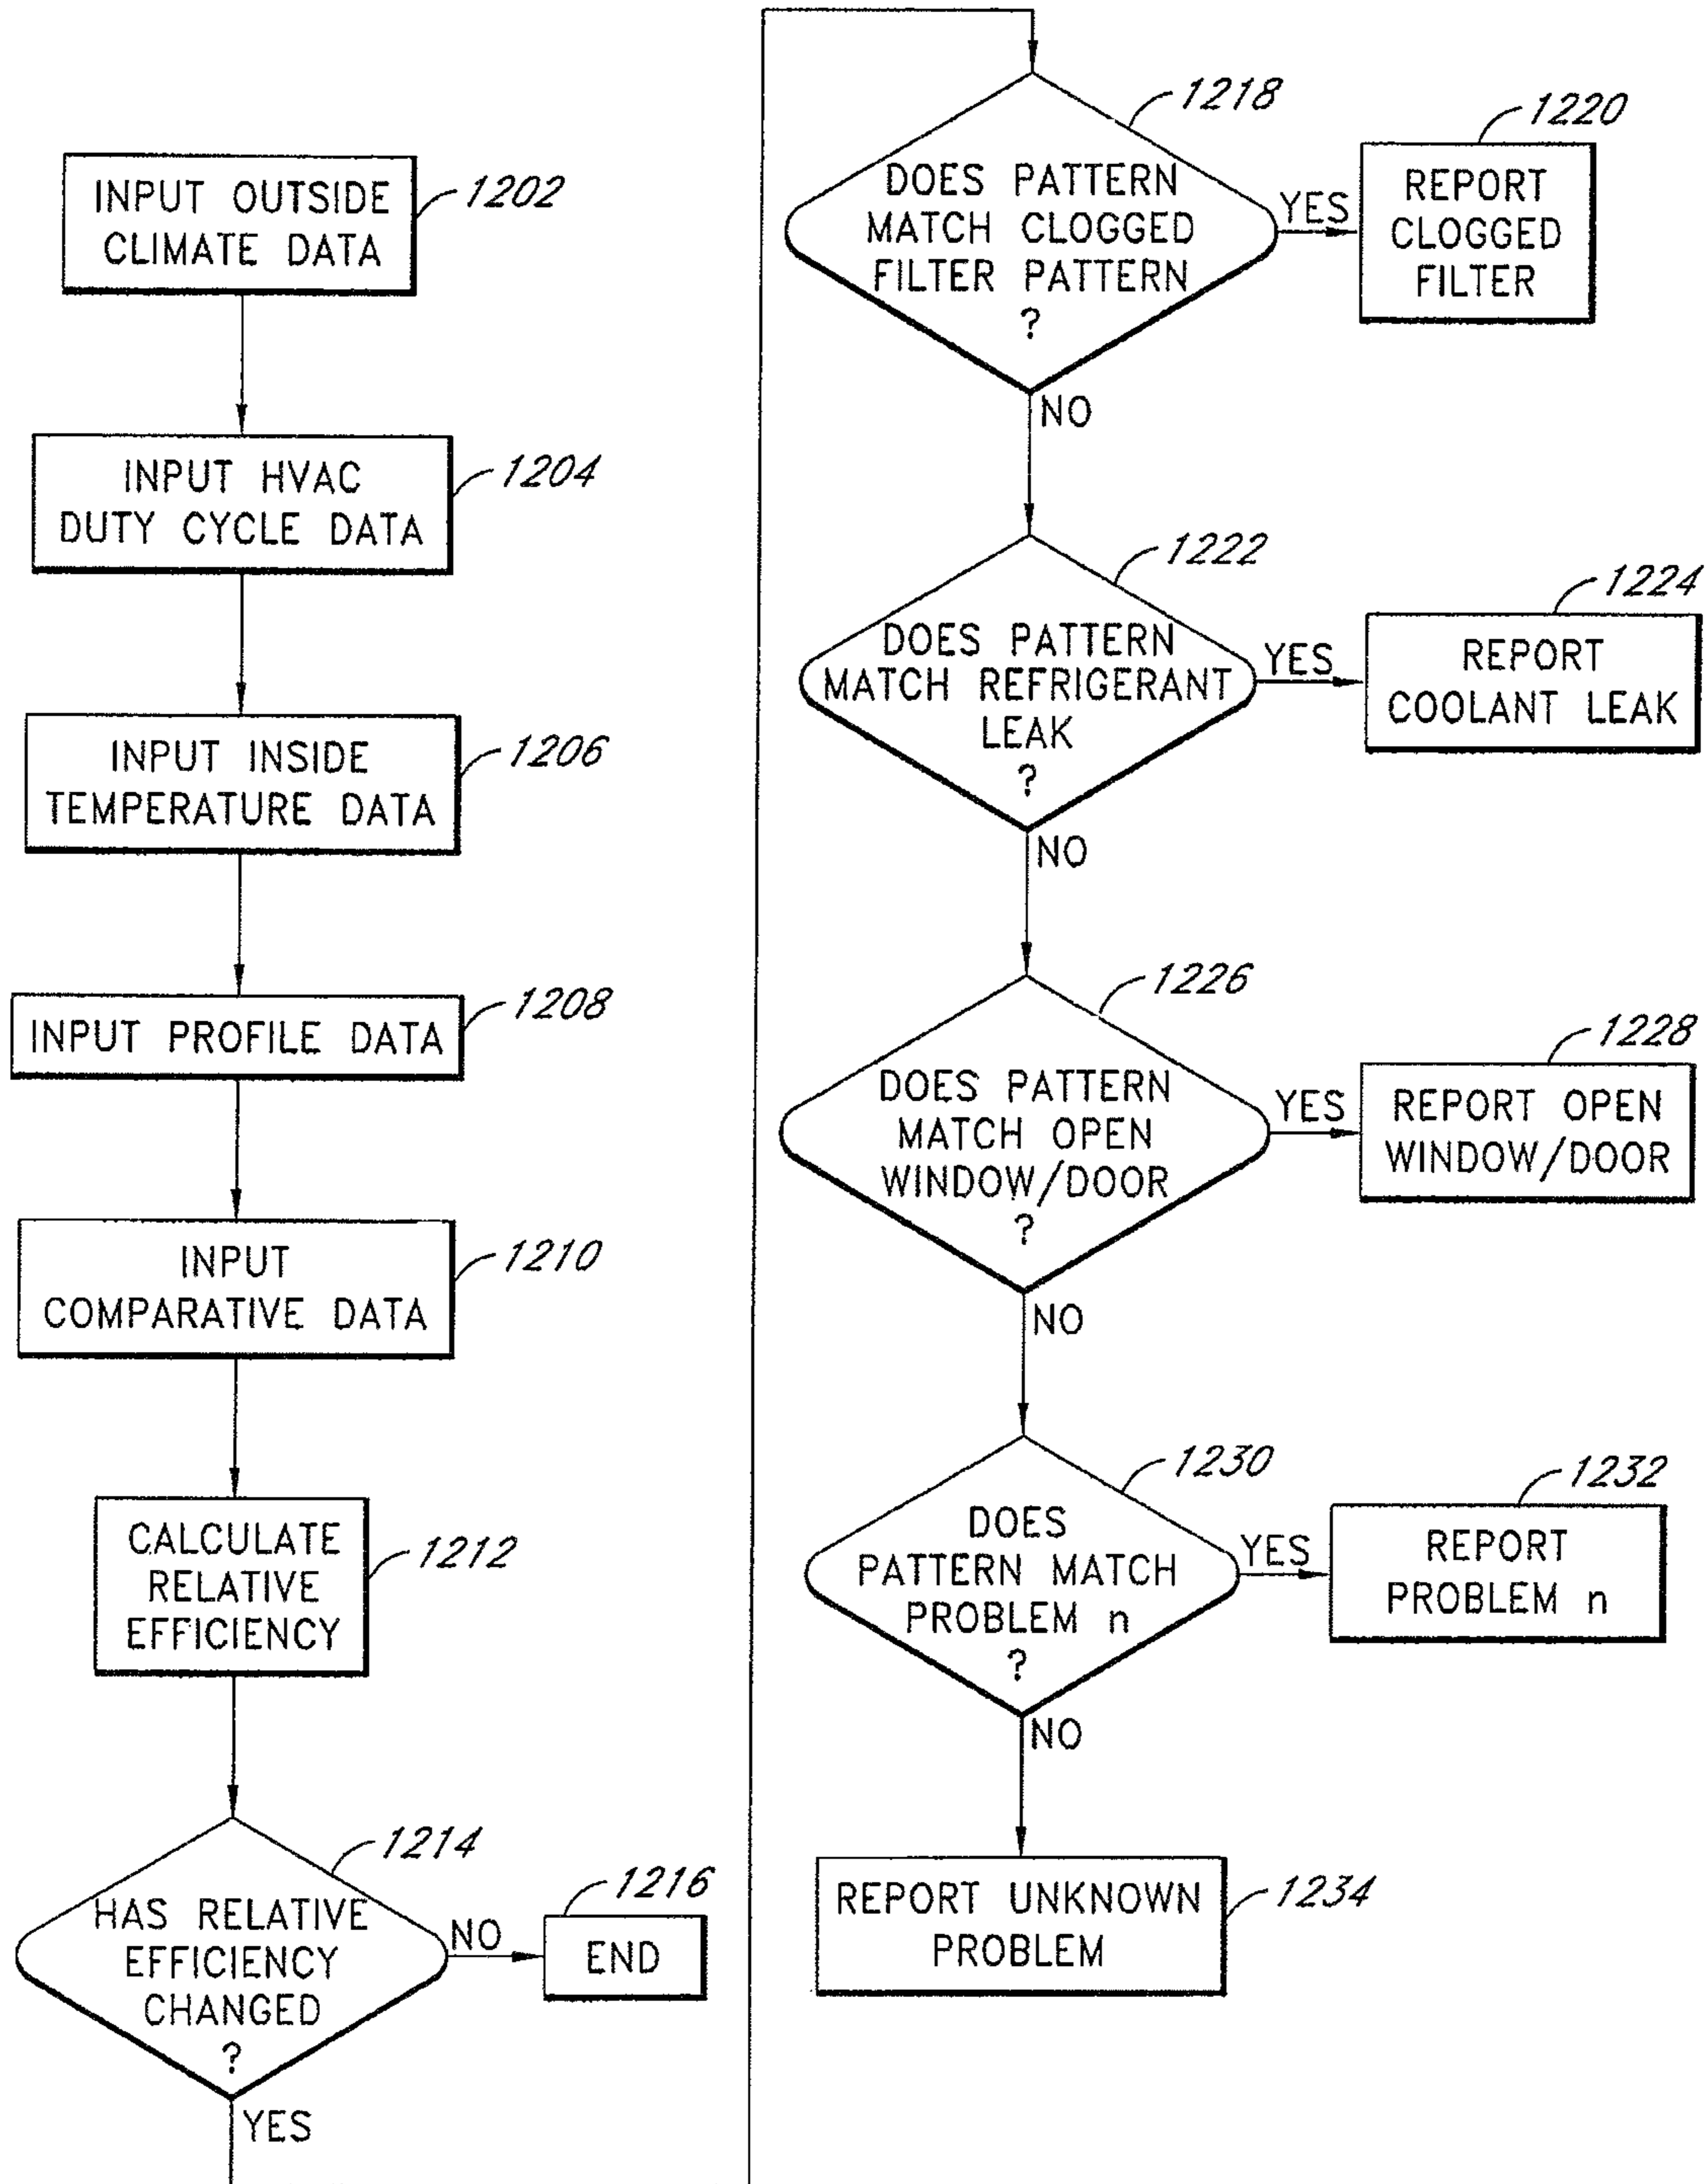 INPUT OUTSIDE
CLIMATE DATA
1202
INPUT HVAC
DUTY CYCLE DATA
1204
INPUT INSIDE
TEMPERATURE DATA
1206
INPUT PROFILE DATA
1208
INPUT
COMPARATIVE DATA
1210
CALCULATE
RELATIVE
EFFICIENCY
1212
1214
HAS RELATIVE
EFFICIENCY
CHANGED
?
NO
1216
END
YES
1218
DOES PATTERN
MATCH CLOGGED
FILTER PATTERN
?
YES
1220
REPORT
CLOGGED
FILTER
NO
1222
DOES PATTERN
MATCH REFRIGERANT
LEAK
?
YES
1224
REPORT
COOLANT LEAK
NO
1226
DOES PATTERN
MATCH OPEN
WINDOW/DOOR
?
YES
1228
REPORT OPEN
WINDOW/DOOR
NO
1230
DOES
PATTERN MATCH
PROBLEM n
?
YES
1232
REPORT
PROBLEM n
NO
REPORT UNKNOWN
PROBLEM
1234